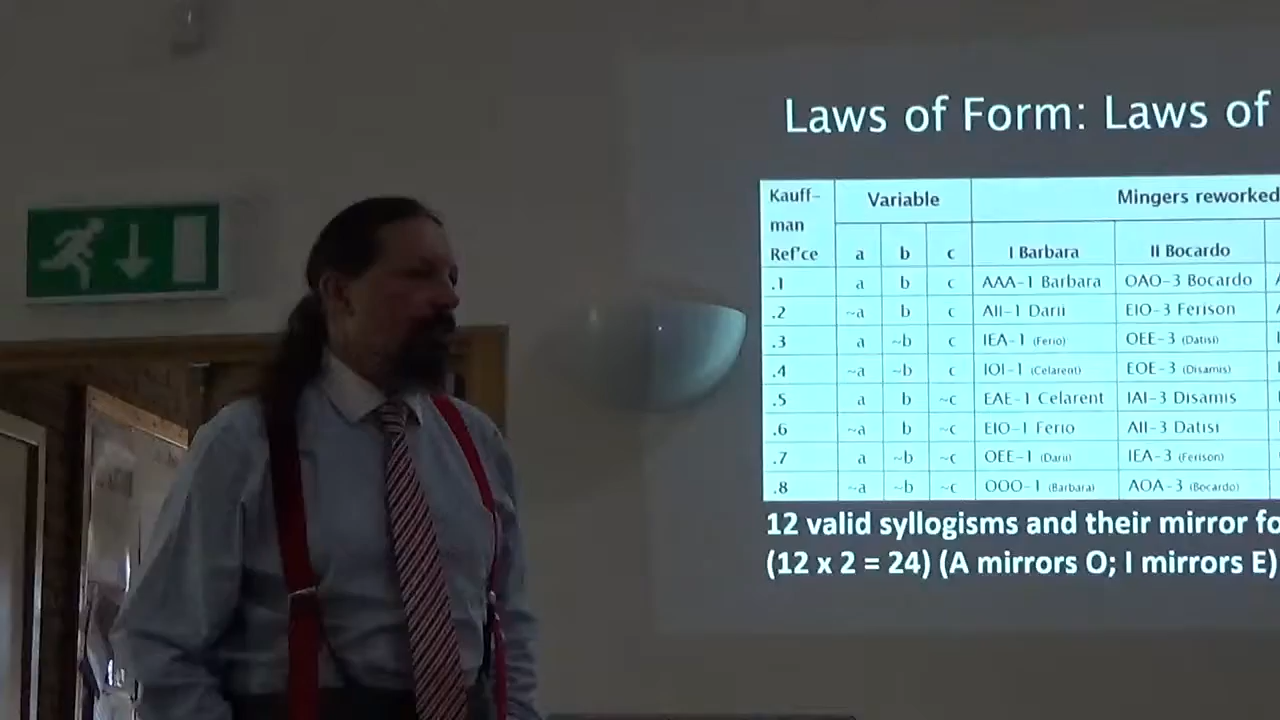 Laws of Form: Laws of
Kauff-
man
Ref'ce
Variable
Mingers reworked
a b c I Barbara II Bocardo
.1 a b c AAA-1 Barbara OAO-3 Bocardo
.2 ~a b c AII-1 Darii EIO-3 Ferison
.3 a ~b c IEA-1 (Ferio) OEE-3 (Datisi)
.4 ~a ~b c IOI-1 (Celarent) EOE-3 (Disamis)
.5 a b ~c EAE-1 Celarent IAI-3 Disamis
.6 ~a b ~c EIO-1 Ferio AII-3 Datisi
.7 a ~b ~c OEE-1 (Darii) IEA-3 (Ferison)
.8 ~a ~b ~c OOO-1 (Barbara) AOA-3 (Bocardo)
12 valid syllogisms and their mirror fo
(12 x 2 = 24) (A mirrors O; I mirrors E)